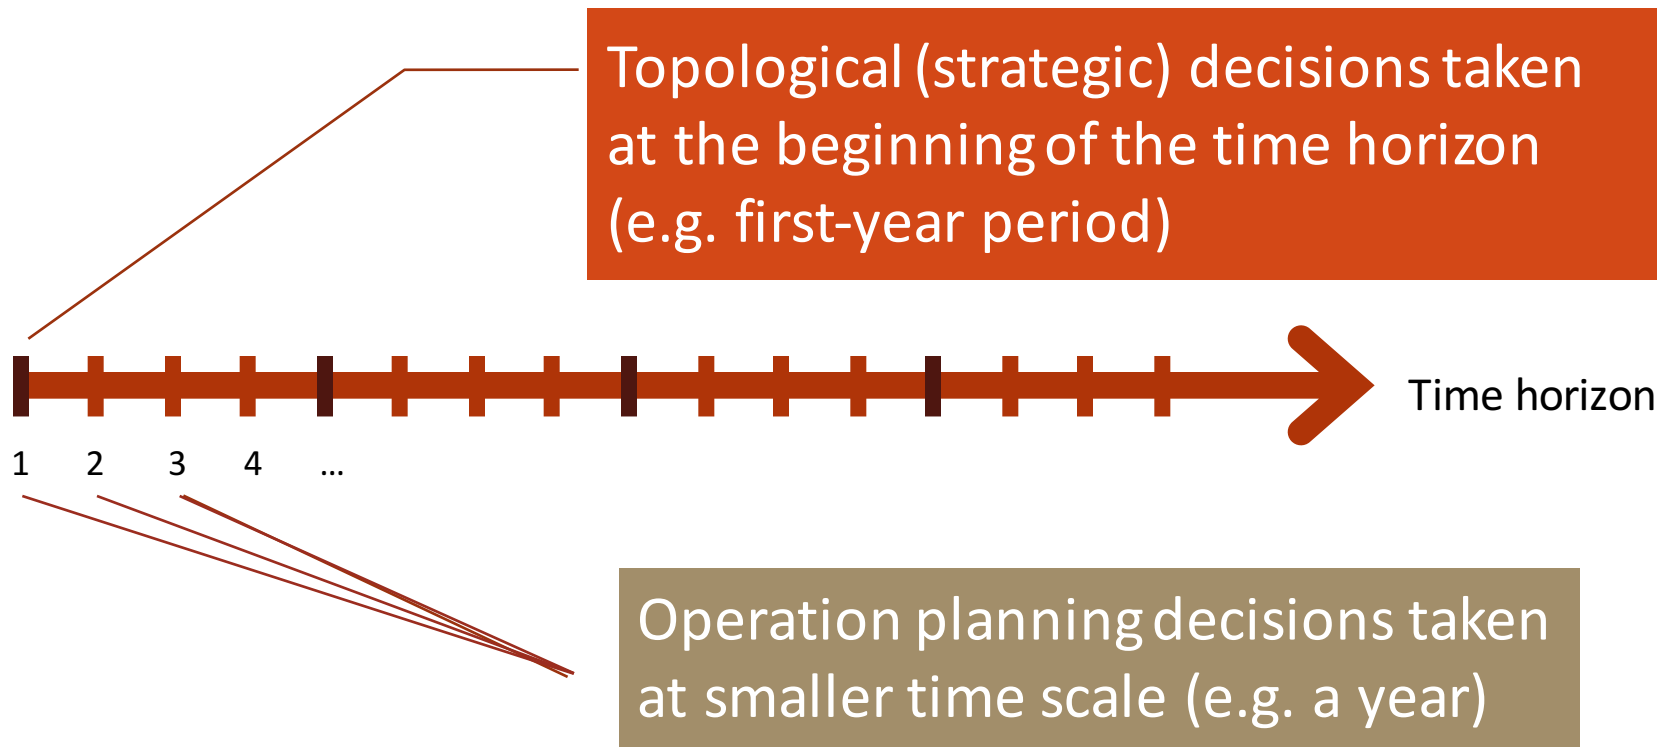 Topological (strategic) decisions taken
at the beginning of the time horizon
(e.g. first-year period)
Time horizon
1 2 3 4 ...
Operation planning decisions taken
at smaller time scale (e.g. a year)